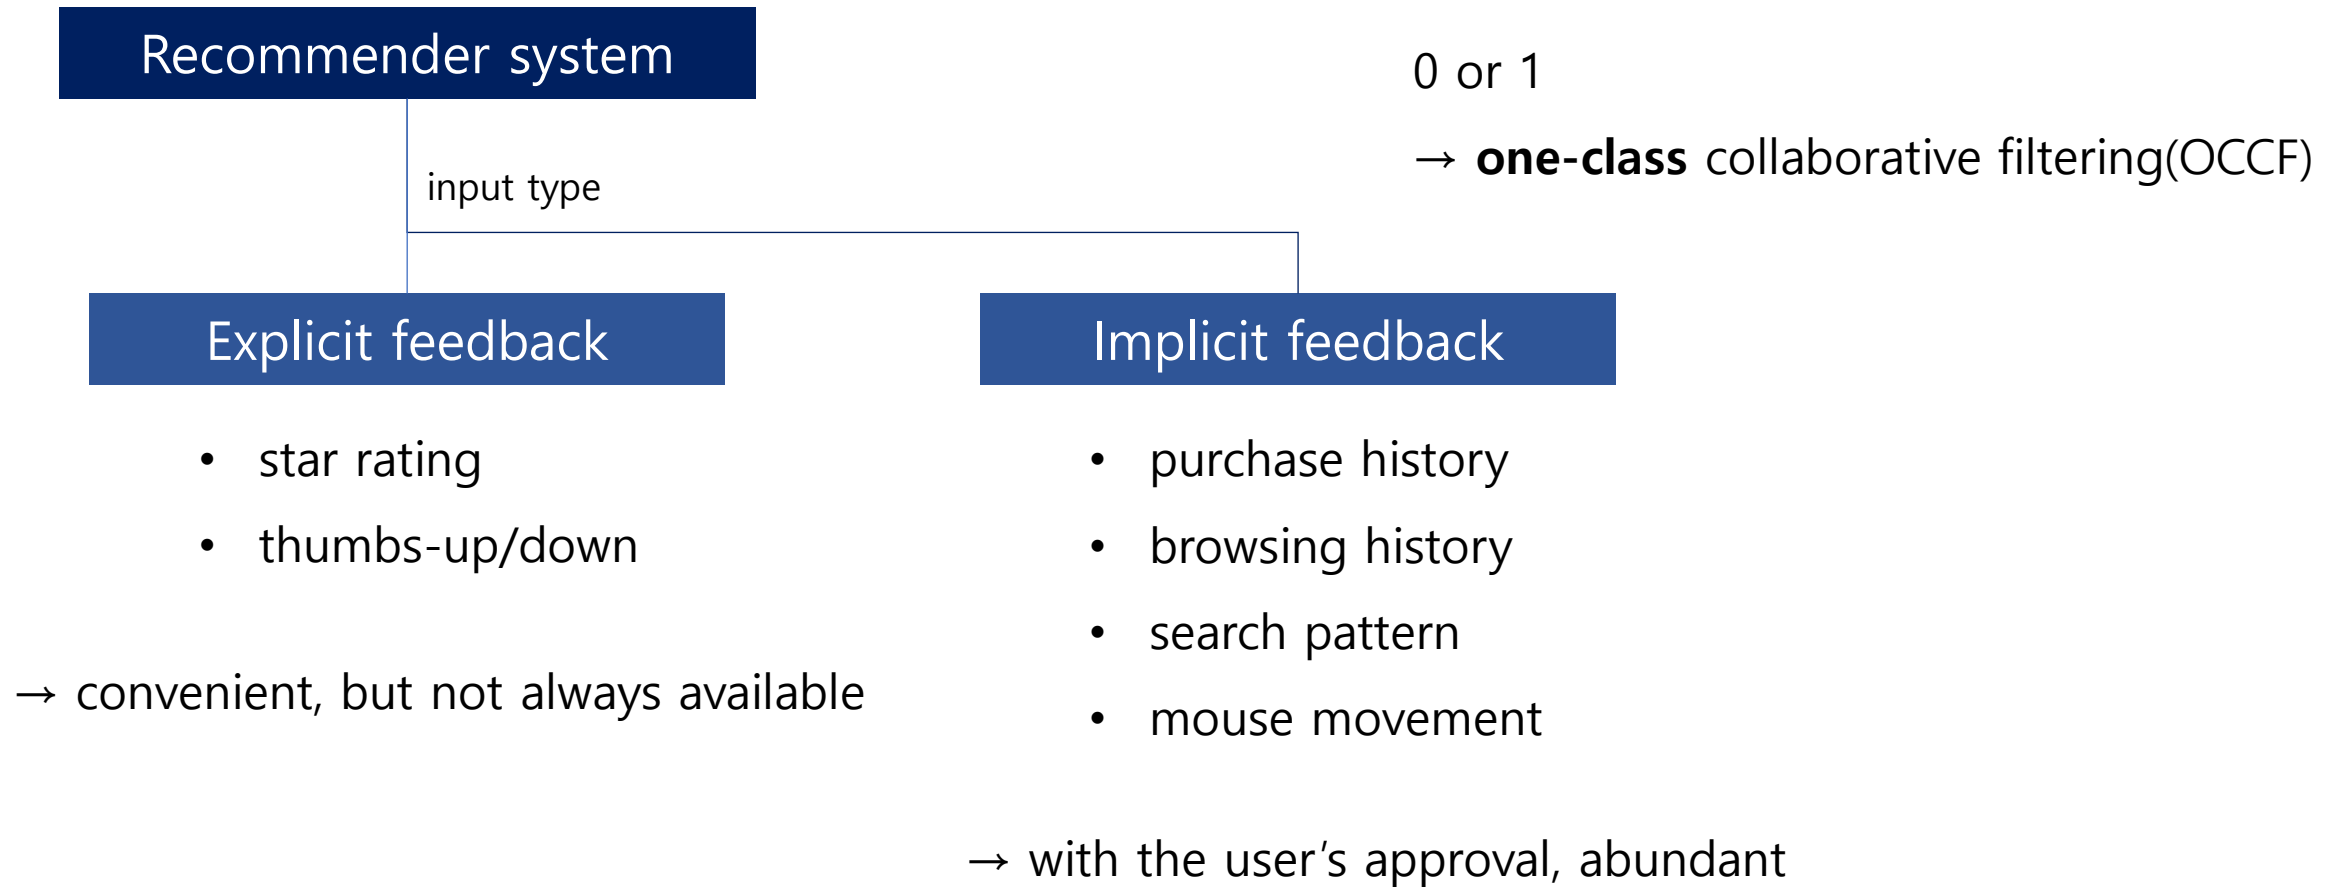 Recommender system
0 or 1
→ one-class collaborative filtering(OCCF)
input type
Explicit feedback
• star rating
• thumbs-up/down
→ convenient, but not always available
Implicit feedback
• purchase history
• browsing history
• search pattern
• mouse movement
→ with the user’s approval, abundant